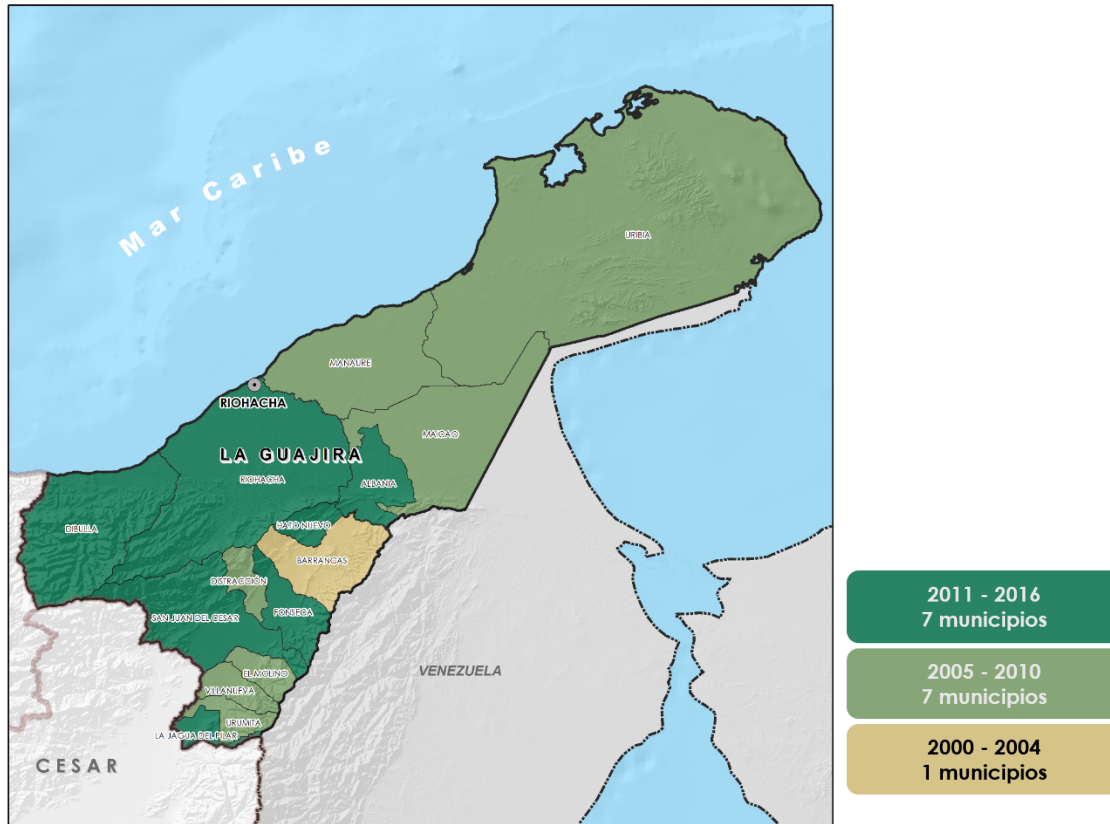 Mar Caribe
URIBIA
MANAURE
RIOHACHA
MAICAO
LA GUAJIRA
RIOHACHA
ALBANIA
DIBULLA
HATO NUEVO
BARRANCAS
DISTRACCIÓN
FONSECA
SAN JUAN DEL CESAR
EL MOLINO
VILLANUEVA
URUMITA
LA JAGUA DEL PILAR
VENEZUELA
CESAR
2011 - 2016
7 municipios
2005 - 2010
7 municipios
2000 - 2004
1 municipios